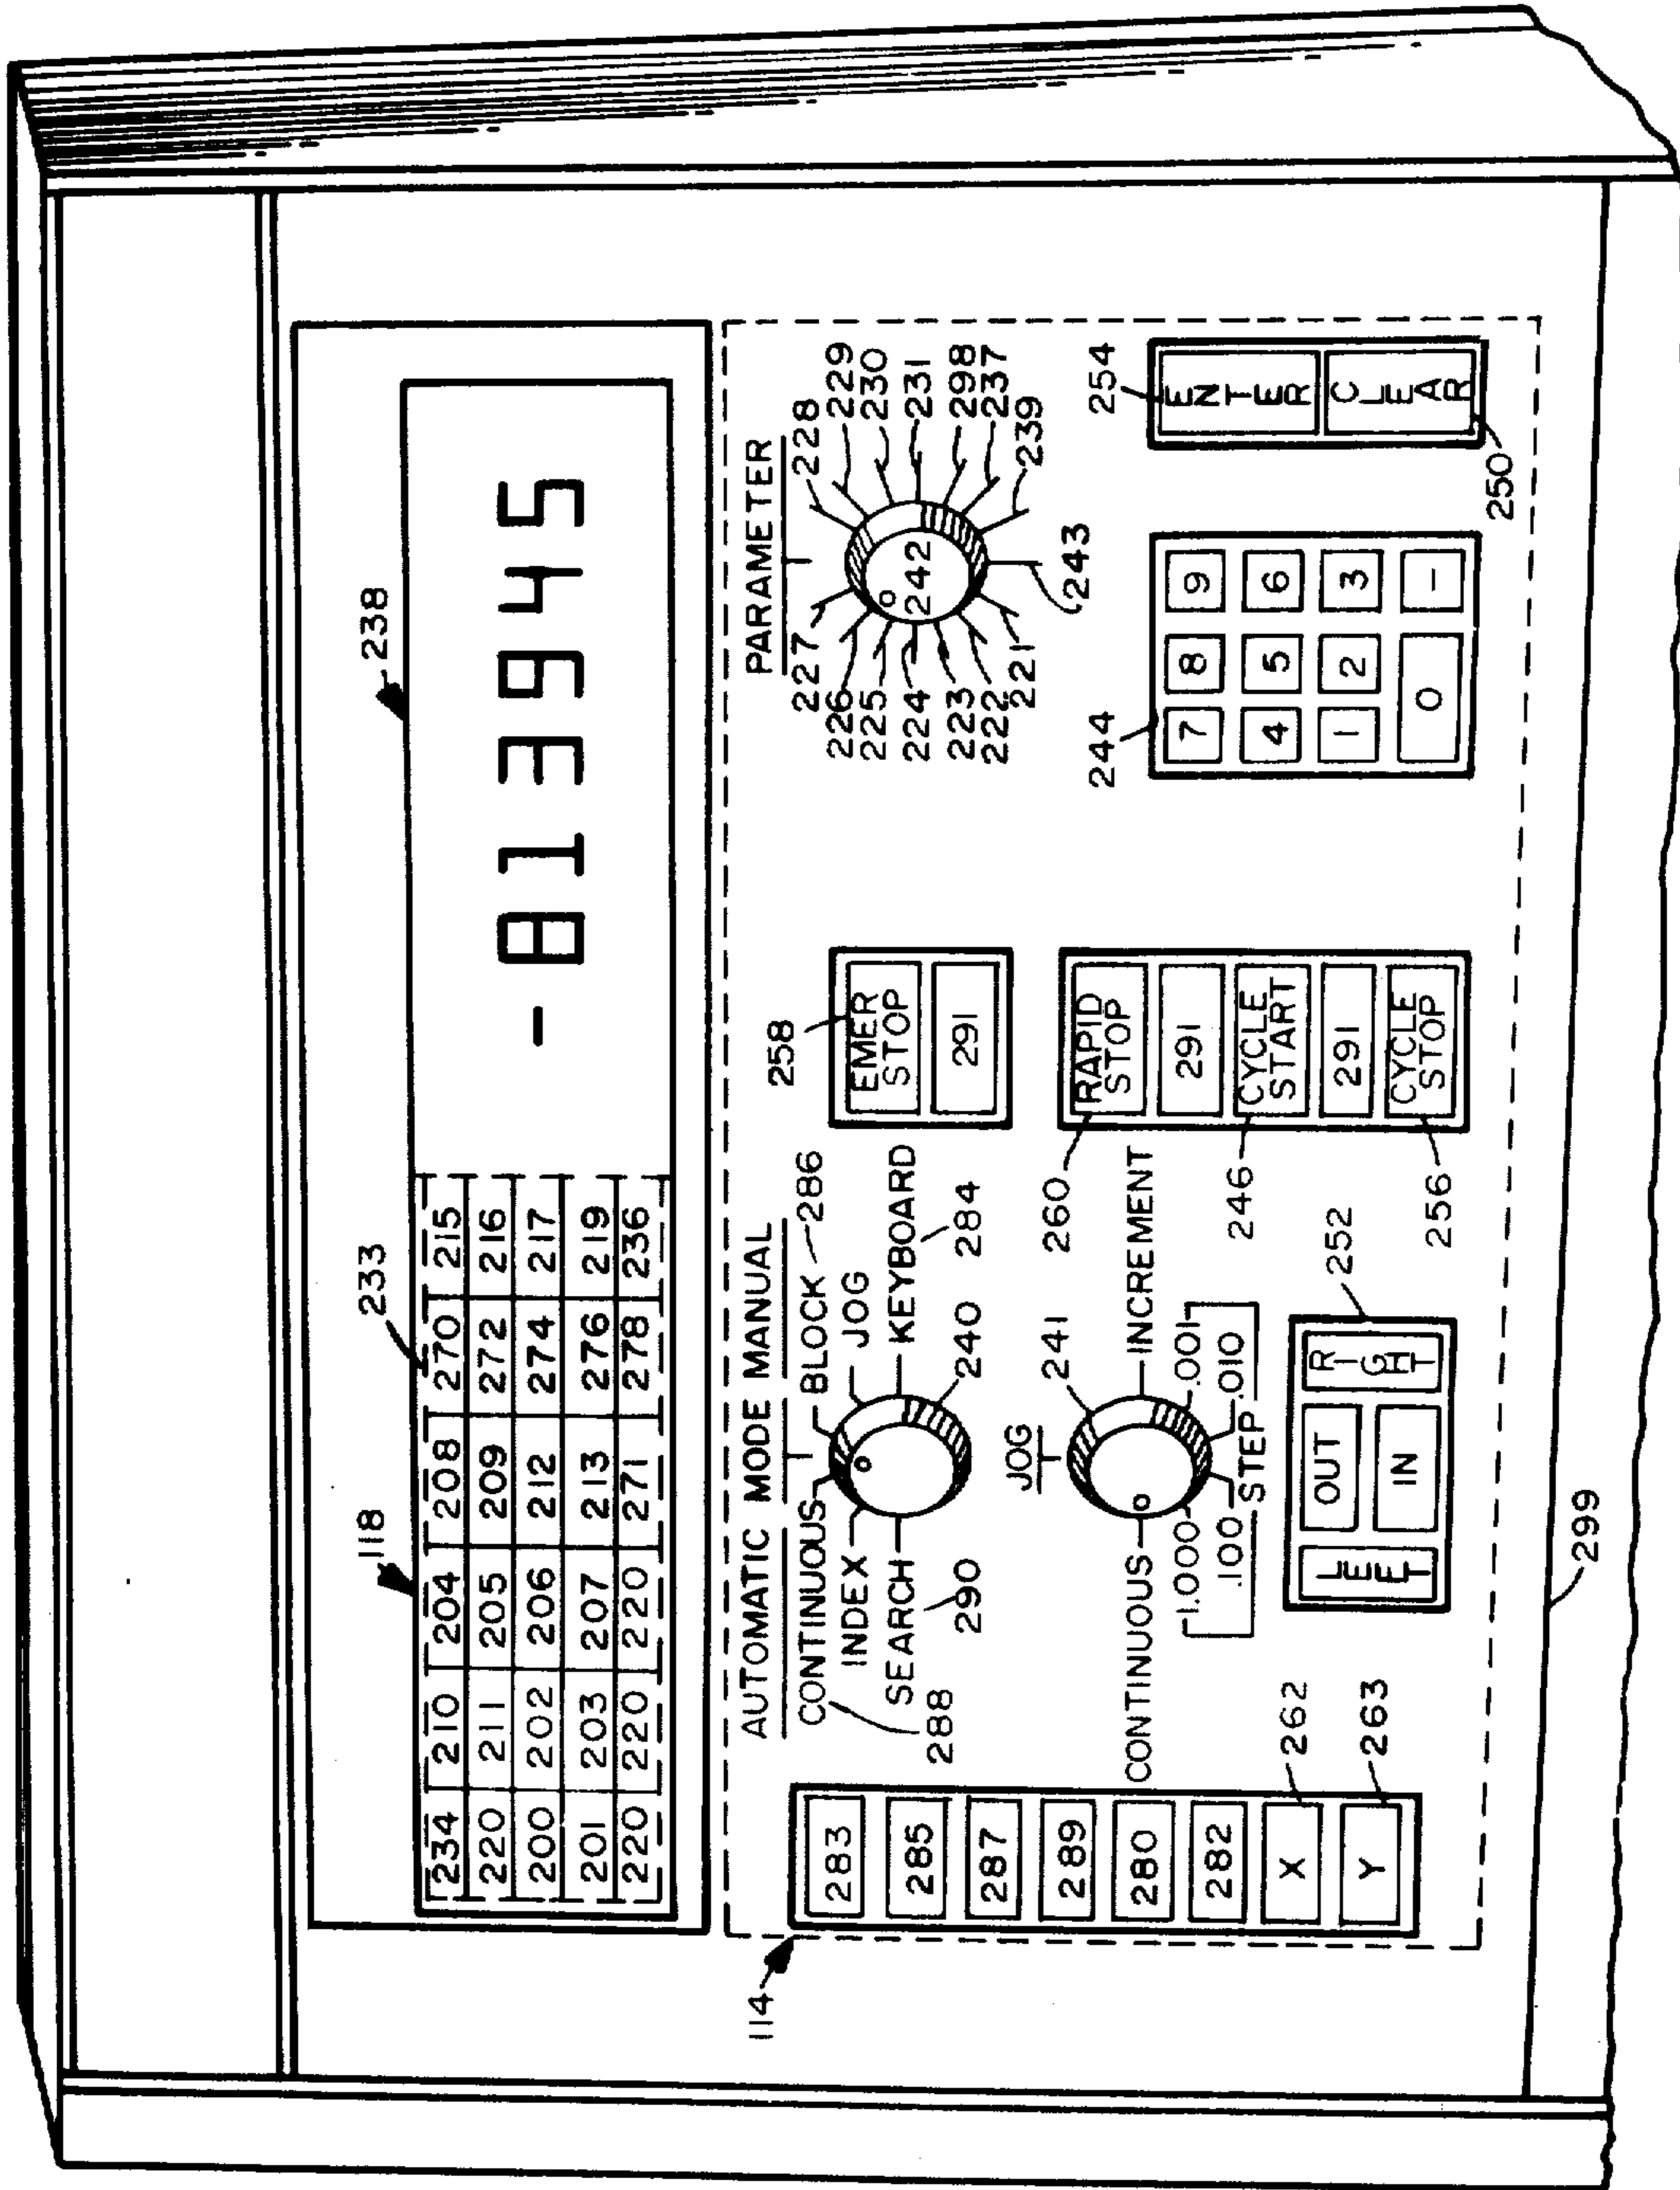 118
233
238
234 210 204 208 270 215
220 211 205 209 272 216
200 202 206 212 274 217
201 203 207 213 276 219
220 220 220 271 278 236
-813945
AUTOMATIC MODE MANUAL
CONTINUOUS
BLOCK
286
INDEX
JOG
SEARCH
KEYBOARD
288
290
240
284
258
EMER
STOP
291
PARAMETER
227
228
226
229
225
230
224
242
231
223
298
222
237
221
239
243
114
283
285
287
289
280
282
X
Y
262
263
JOG
241
CONTINUOUS
INCREMENT
1.000
.001
.100
.010
STEP
252
LEFT
OUT
IN
RIGHT
260
RAPID
STOP
291
246
CYCLE
START
291
256
CYCLE
STOP
244
7 8 9
4 5 6
1 2 3
0 -
254
ENTER
CLEAR
250
299